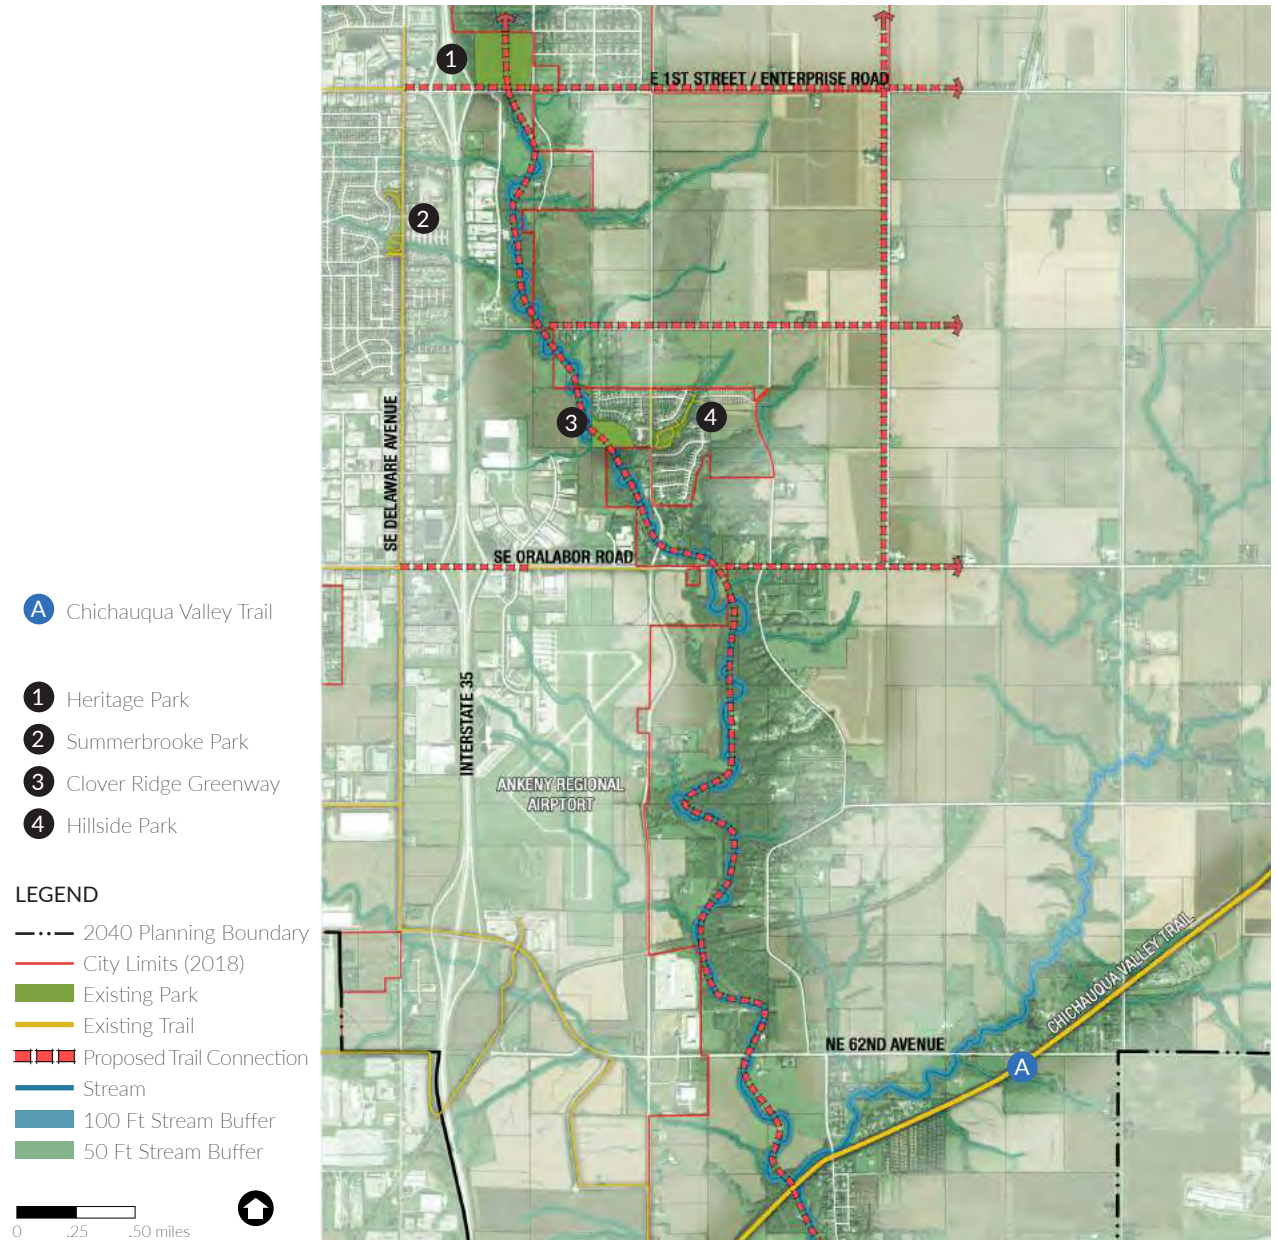 1
E 1ST STREET / ENTERPRISE ROAD
2
SE DELAWARE AVENUE
3
4
SE ORALABOR ROAD
A Chichauqua Valley Trail
INTERSTATE 35
1 Heritage Park
2 Summerbrooke Park
3 Clover Ridge Greenway
4 Hillside Park
ANKENY REGIONAL
AIRPTORT
LEGEND
2040 Planning Boundary
City Limits (2018)
Existing Park
Existing Trail
Proposed Trail Connection
Stream
100 Ft Stream Buffer
50 Ft Stream Buffer
CHICHAUQUA VALLEY TRAIL
NE 62ND AVENUE
A
0 .25 .50 miles